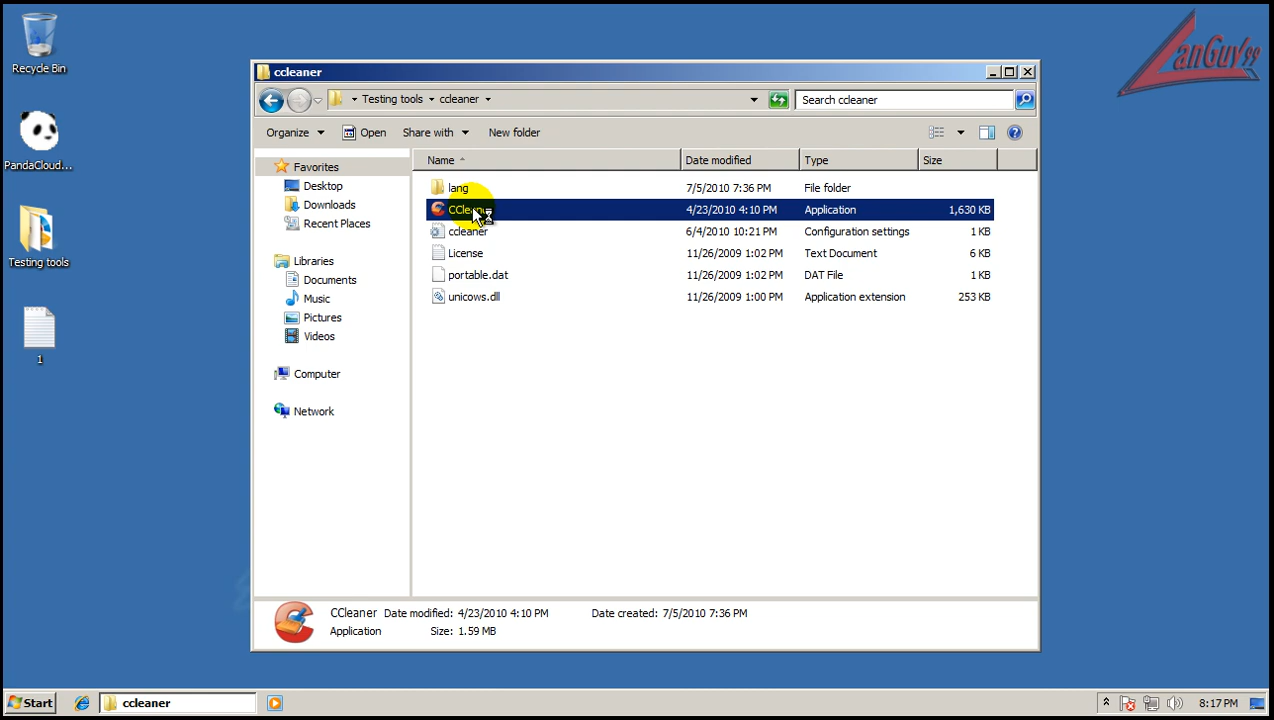 Recycle Bin
PandaCloud...
Testing tools
1
LanGuy99
ccleaner
Testing tools ccleaner
Search ccleaner
Organize Open Share with New folder
Favorites
Desktop
Downloads
Recent Places
Libraries
Documents
Music
Pictures
Videos
Computer
Network
Name Date modified Type Size
lang 7/5/2010 7:36 PM File folder
CCleaner 4/23/2010 4:10 PM Application 1,630 KB
ccleaner 6/4/2010 10:21 PM Configuration settings 1 KB
License 11/26/2009 1:02 PM Text Document 6 KB
portable.dat 11/26/2009 1:02 PM DAT File 1 KB
unicows.dll 11/26/2009 1:00 PM Application extension 253 KB
CCleaner Date modified: 4/23/2010 4:10 PM Date created: 7/5/2010 7:36 PM
Application Size: 1.59 MB
Start ccleaner 8:17 PM